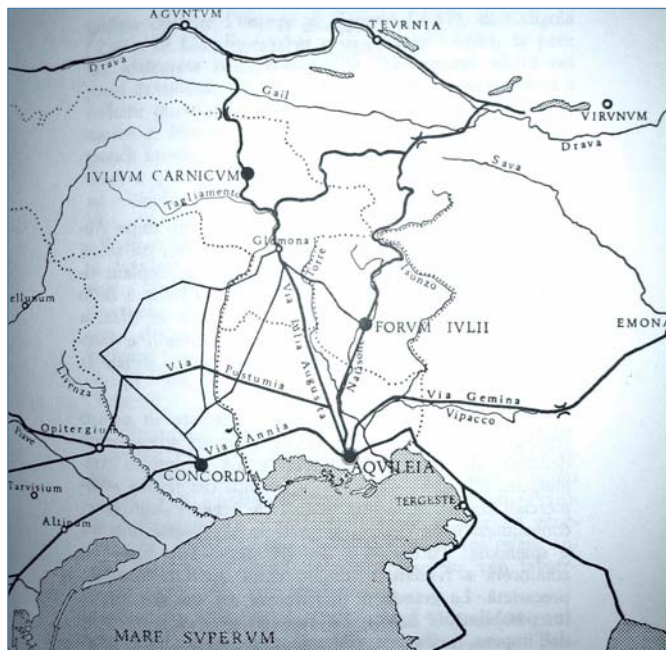 AGVNTVM
TEVRNIA
Drava
Gail
VIRVNVM
Drava
IVLIVM CARNICVM
Sava
Tagliamento
Glemona
Torre
Isonzo
FORVM IVLII
EMONA
Via Iulia Augusta
Natisone
Via Postumia
Via Gemina
Vipacco
Livenza
Opitergiu
Via Annia
Piave
CONCORDIA
AQVILEIA
Tarvisium
TERGESTE
Altinum
MARE SVPERVM